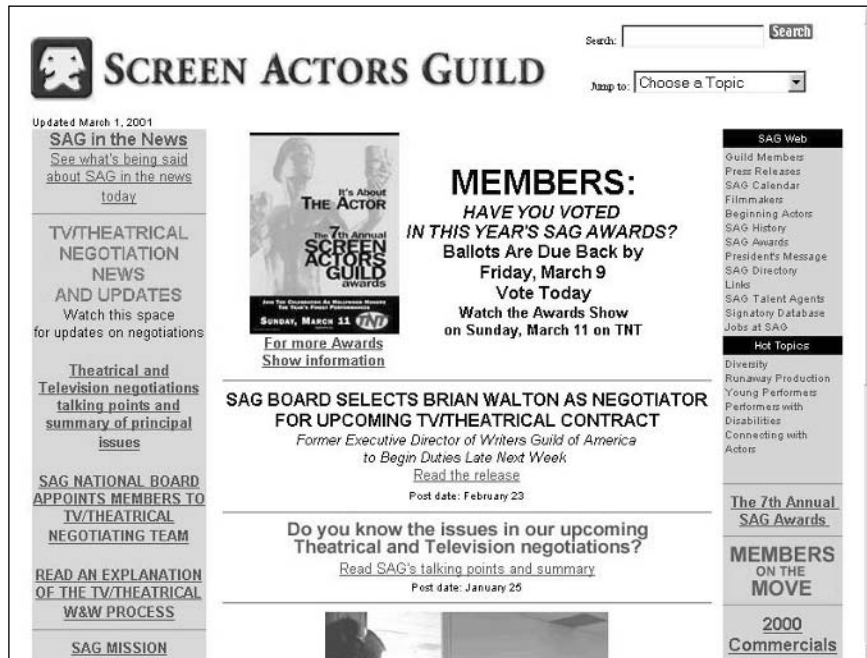 SCREEN ACTORS GUILD
Search:
Search
Jump to:
Choose a Topic
Updated March 1, 2001
SAG in the News
See what's being said
about SAG in the news
today
TV/THEATRICAL
NEGOTIATION
NEWS
AND UPDATES
Watch this space
for updates on negotiations
Theatrical and
Television negotiations
talking points and
summary of principal
issues
SAG NATIONAL BOARD
APPOINTS MEMBERS TO
TV/THEATRICAL
NEGOTIATING TEAM
READ AN EXPLANATION
OF THE TV/THEATRICAL
W&W PROCESS
SAG MISSION
It's About
THE ACTOR
The 7th Annual
SCREEN
ACTORS
GUILD
awards
JOIN THE CELEBRATION AS HOLLYWOOD HONORS
THE YEAR'S FINEST PERFORMANCES
SUNDAY, MARCH 11 TNT
For more Awards
Show information
MEMBERS:
HAVE YOU VOTED
IN THIS YEAR'S SAG AWARDS?
Ballots Are Due Back by
Friday, March 9
Vote Today
Watch the Awards Show
on Sunday, March 11 on TNT
SAG BOARD SELECTS BRIAN WALTON AS NEGOTIATOR
FOR UPCOMING TV/THEATRICAL CONTRACT
Former Executive Director of Writers Guild of America
to Begin Duties Late Next Week
Read the release
Post date: February 23
Do you know the issues in our upcoming
Theatrical and Television negotiations?
Read SAG's talking points and summary
Post date: January 25
SAG Web
Guild Members
Press Releases
SAG Calendar
Filmmakers
Beginning Actors
SAG History
SAG Awards
President's Message
SAG Directory
Links
SAG Talent Agents
Signatory Database
Jobs at SAG
Hot Topics
Diversity
Runaway Production
Young Performers
Performers with
Disabilities
Connecting with
Actors
The 7th Annual
SAG Awards
MEMBERS
ON THE
MOVE
2000
Commercials